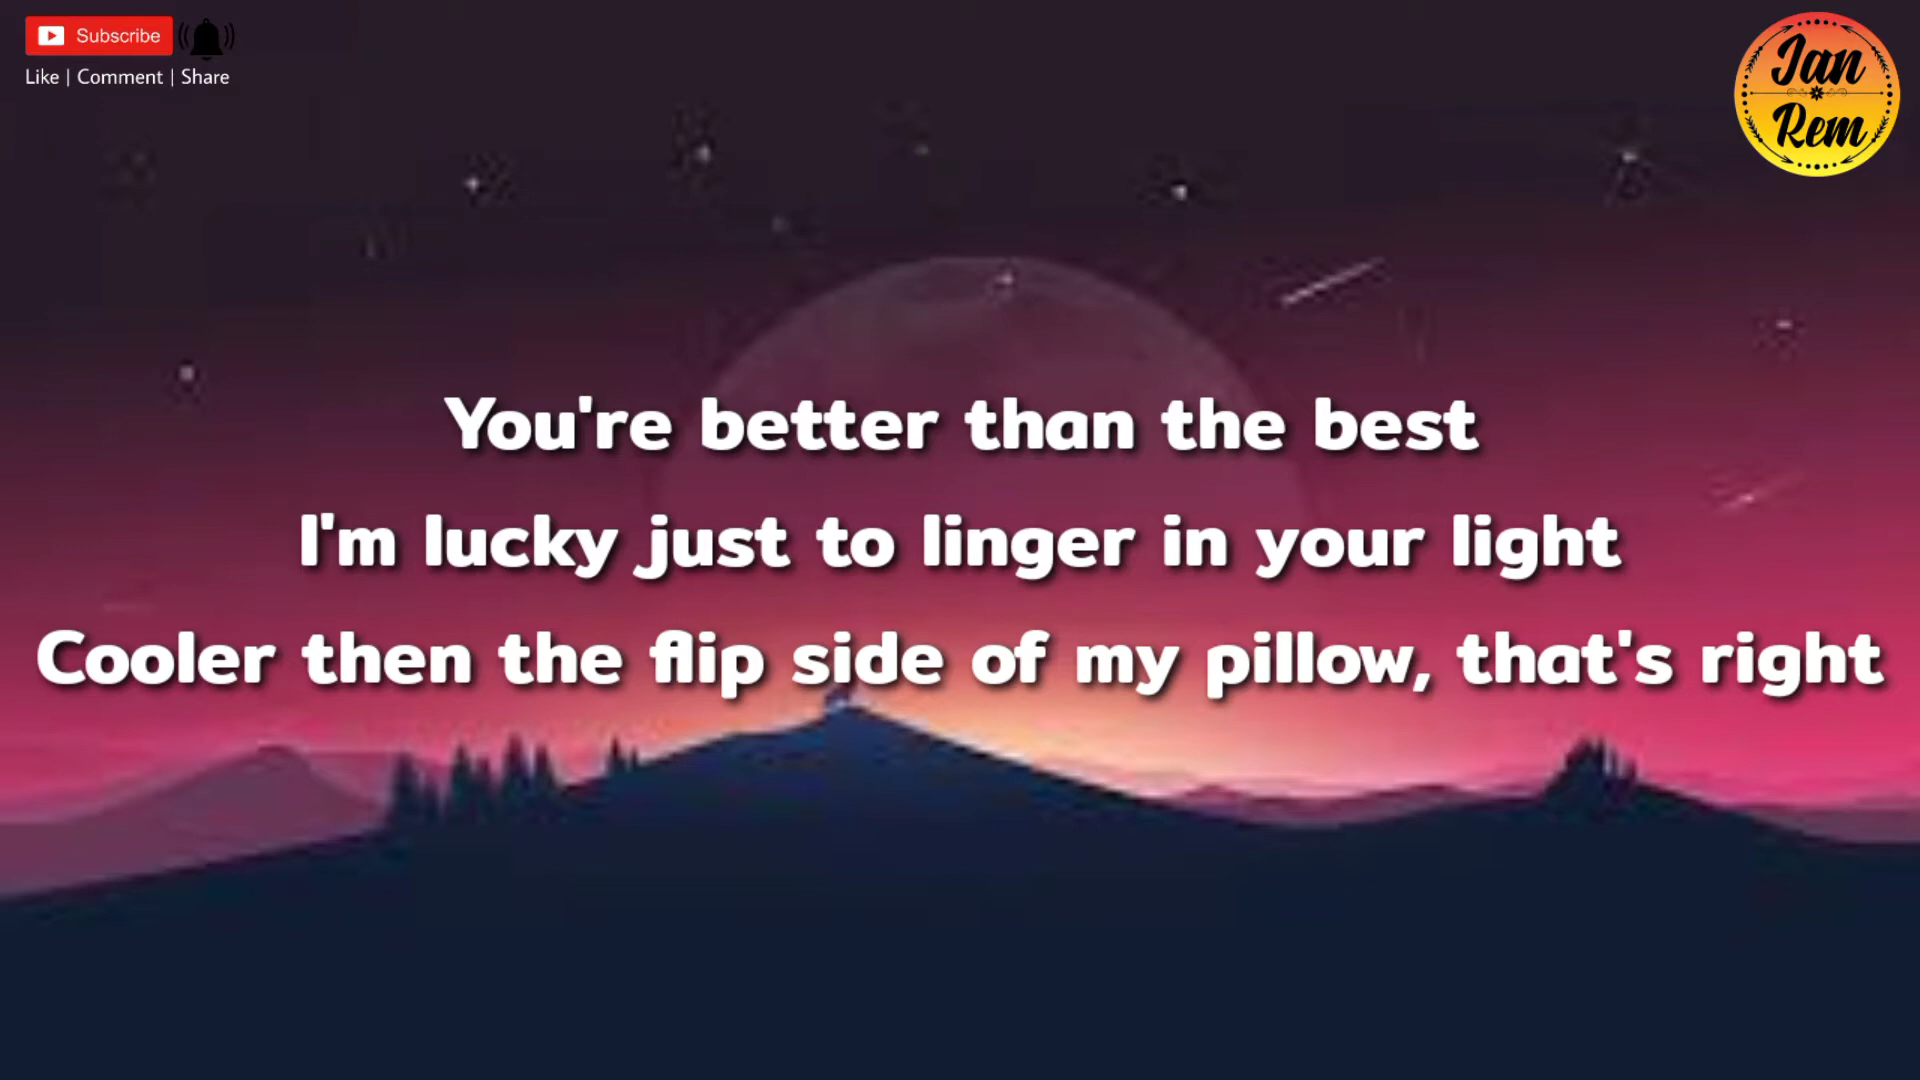 Subscribe
Like | Comment | Share
Jan
Rem
You're better than the best
I'm lucky just to linger in your light
Cooler then the flip side of my pillow, that's right